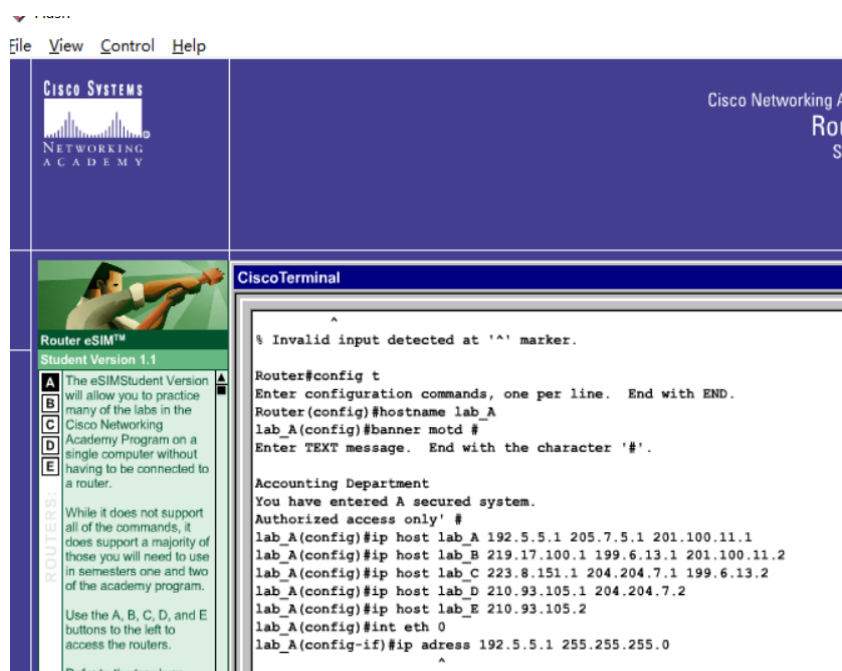 File View Control Help
CISCO SYSTEMS
NETWORKING
ACADEMY
Cisco Networking A
Ro
S
Router eSIM™
Student Version 1.1
A
B
C
D
E
ROUTERS:
The eSIMStudent Version
will allow you to practice
many of the labs in the
Cisco Networking
Academy Program on a
single computer without
having to be connected to
a router.
While it does not support
all of the commands, it
does support a majority of
those you will need to use
in semesters one and two
of the academy program.
Use the A, B, C, D, and E
buttons to the left to
access the routers.
CiscoTerminal
^
% Invalid input detected at '^' marker.
Router#config t
Enter configuration commands, one per line. End with END.
Router(config)#hostname lab_A
lab_A(config)#banner motd #
Enter TEXT message. End with the character '#'.
Accounting Department
You have entered A secured system.
Authorized access only' #
lab_A(config)#ip host lab_A 192.5.5.1 205.7.5.1 201.100.11.1
lab_A(config)#ip host lab_B 219.17.100.1 199.6.13.1 201.100.11.2
lab_A(config)#ip host lab_C 223.8.151.1 204.204.7.1 199.6.13.2
lab_A(config)#ip host lab_D 210.93.105.1 204.204.7.2
lab_A(config)#ip host lab_E 210.93.105.2
lab_A(config)#int eth 0
lab_A(config-if)#ip adress 192.5.5.1 255.255.255.0
^